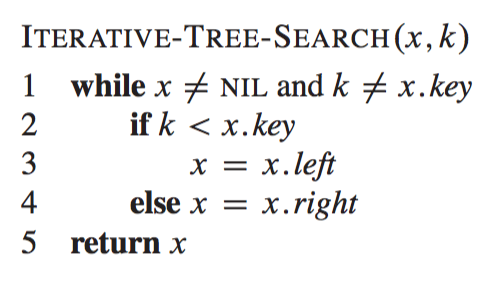 ITERATIVE-TREE-SEARCH(x, k)
1 while x ≠ NIL and k ≠ x.key
2 if k < x.key
3 x = x.left
4 else x = x.right
5 return x